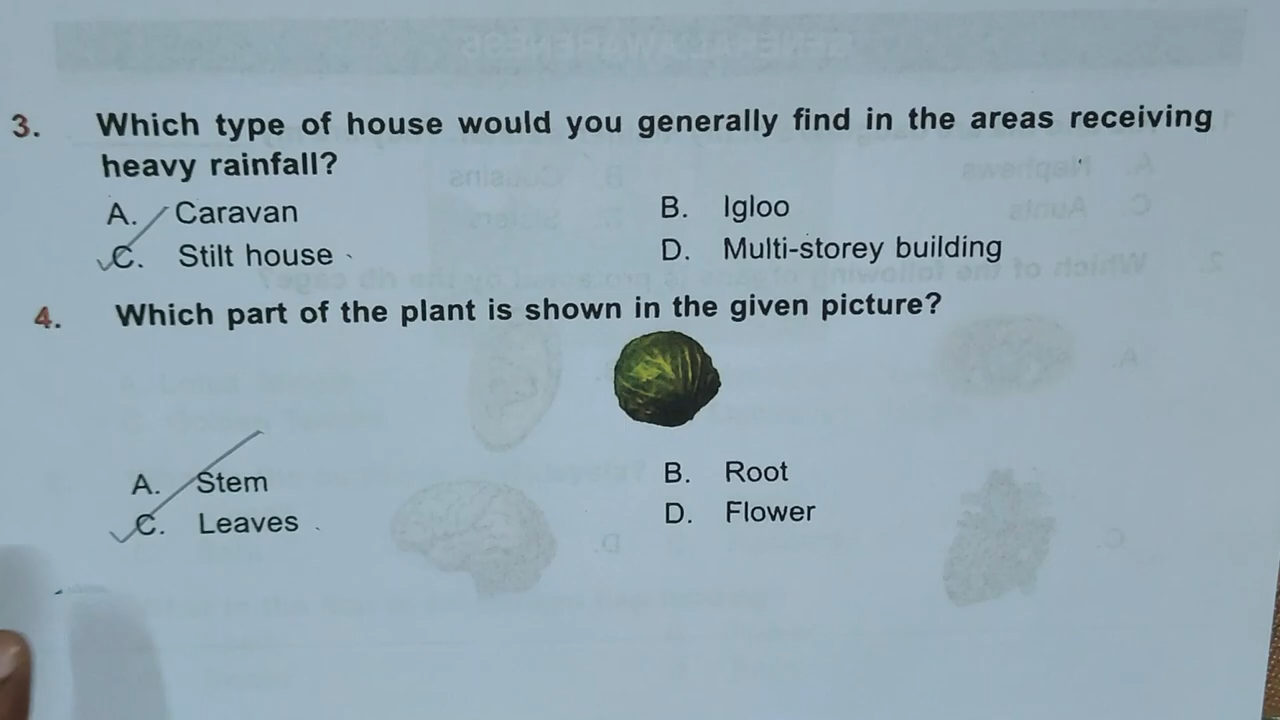 3. Which type of house would you generally find in the areas receiving
heavy rainfall?
A. Caravan B. Igloo
C. Stilt house D. Multi-storey building
4. Which part of the plant is shown in the given picture?
A. Stem B. Root
C. Leaves D. Flower